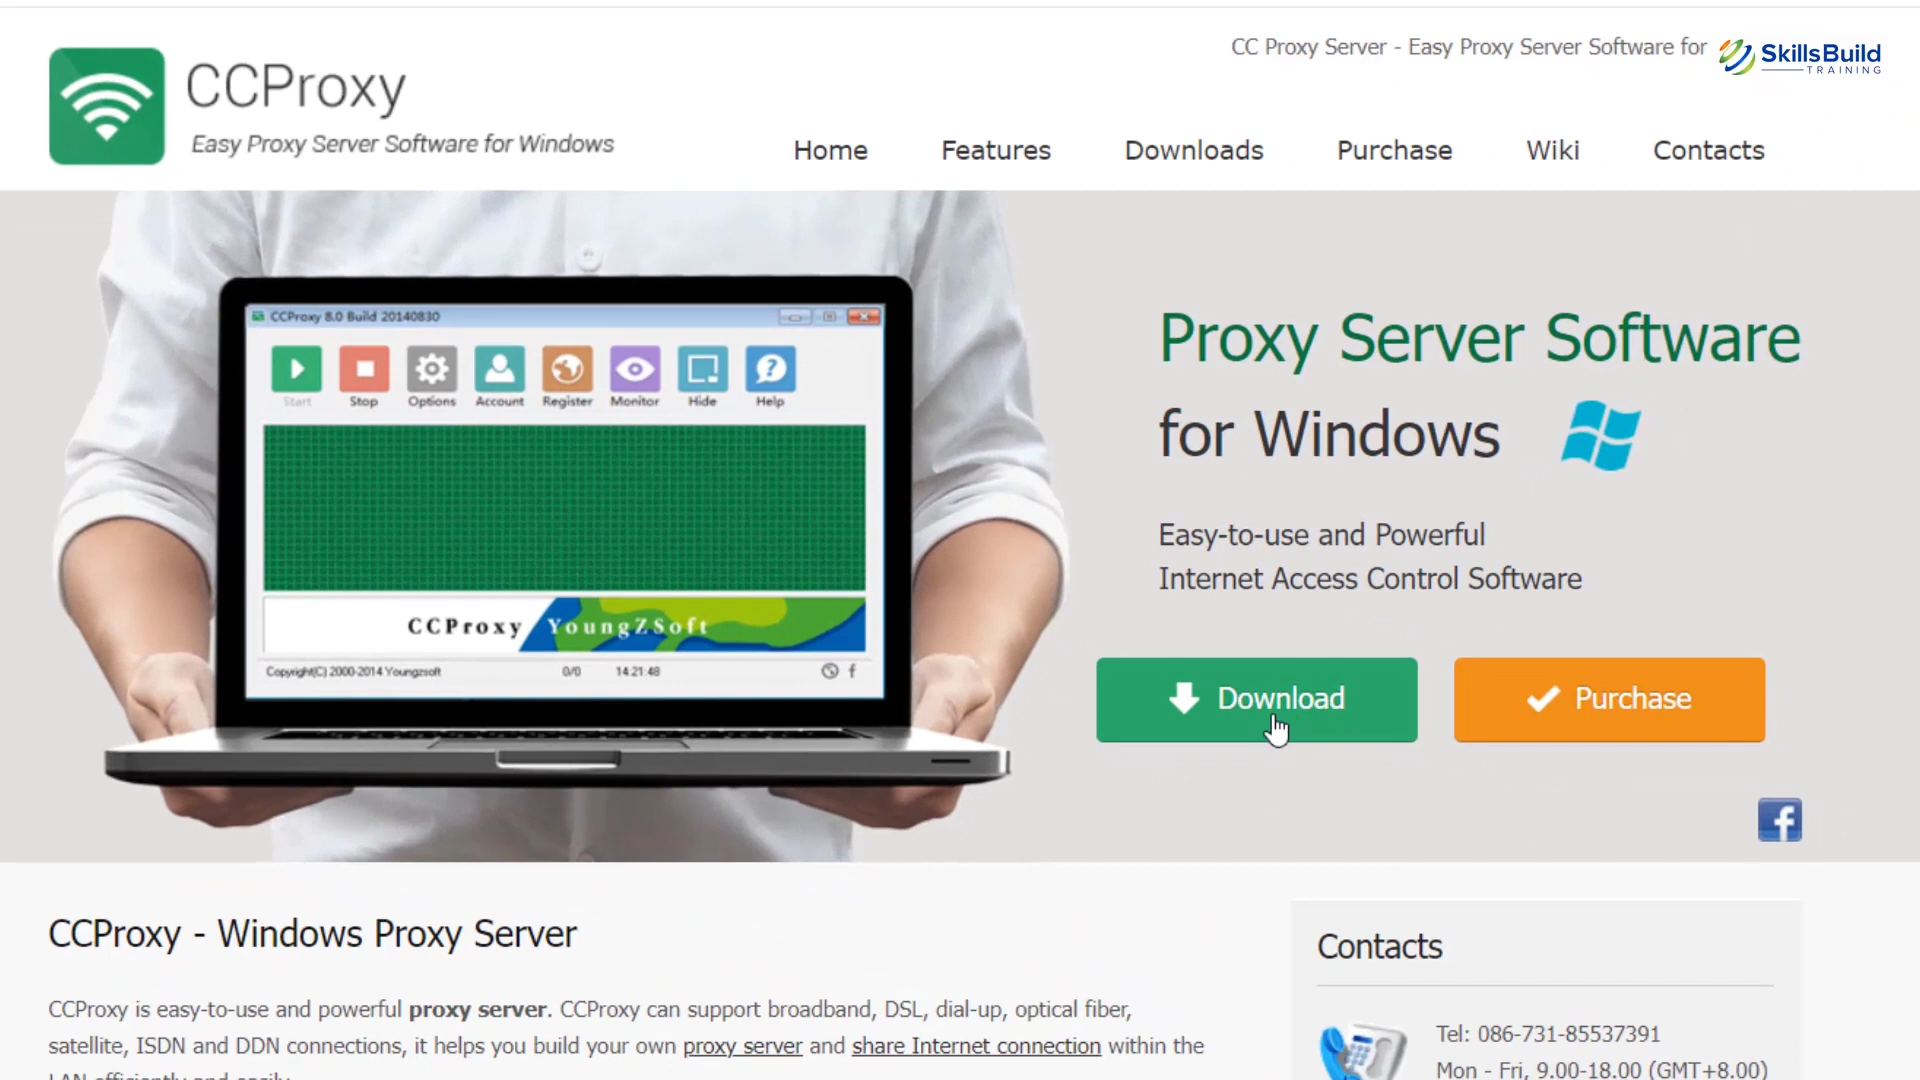 CC Proxy Server - Easy Proxy Server Software for
SkillsBuild
TRAINING
CCProxy
Easy Proxy Server Software for Windows
Home Features Downloads Purchase Wiki Contacts
CCProxy 8.0 Build 20140830
Start Stop Options Account Register Monitor Hide Help
CCProxy YoungZSoft
Copyright(C) 2000-2014 Youngzsoft 0/0 14:21:48
Proxy Server Software
for Windows
Easy-to-use and Powerful
Internet Access Control Software
Download Purchase
CCProxy - Windows Proxy Server
CCProxy is easy-to-use and powerful proxy server. CCProxy can support broadband, DSL, dial-up, optical fiber,
satellite, ISDN and DDN connections, it helps you build your own proxy server and share Internet connection within the
LAN efficiently and easily.
Contacts
Tel: 086-731-85537391
Mon - Fri, 9.00-18.00 (GMT+8.00)